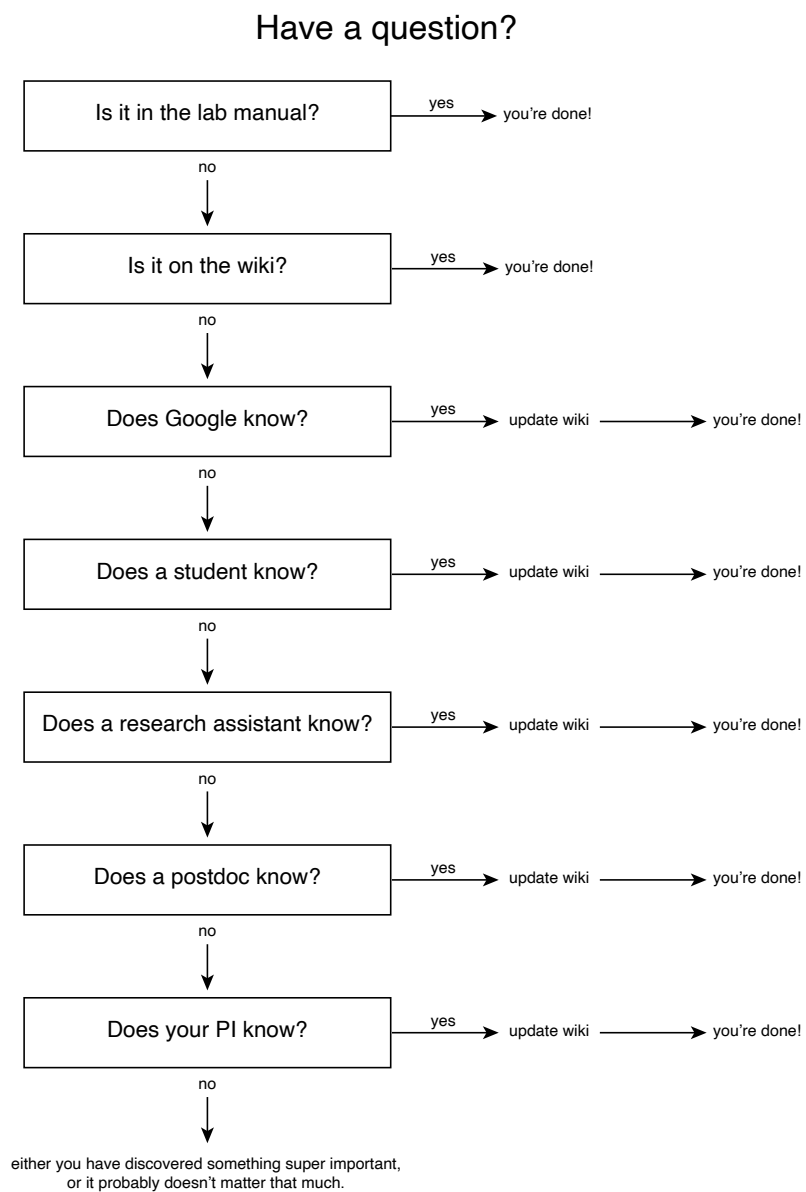 Have a question?
Is it in the lab manual?
yes
you're done!
no
Is it on the wiki?
yes
you're done!
no
Does Google know?
yes
update wiki
you're done!
no
Does a student know?
yes
update wiki
you're done!
no
Does a research assistant know?
yes
update wiki
you're done!
no
Does a postdoc know?
yes
update wiki
you're done!
no
Does your PI know?
yes
update wiki
you're done!
no
either you have discovered something super important,
or it probably doesn't matter that much.